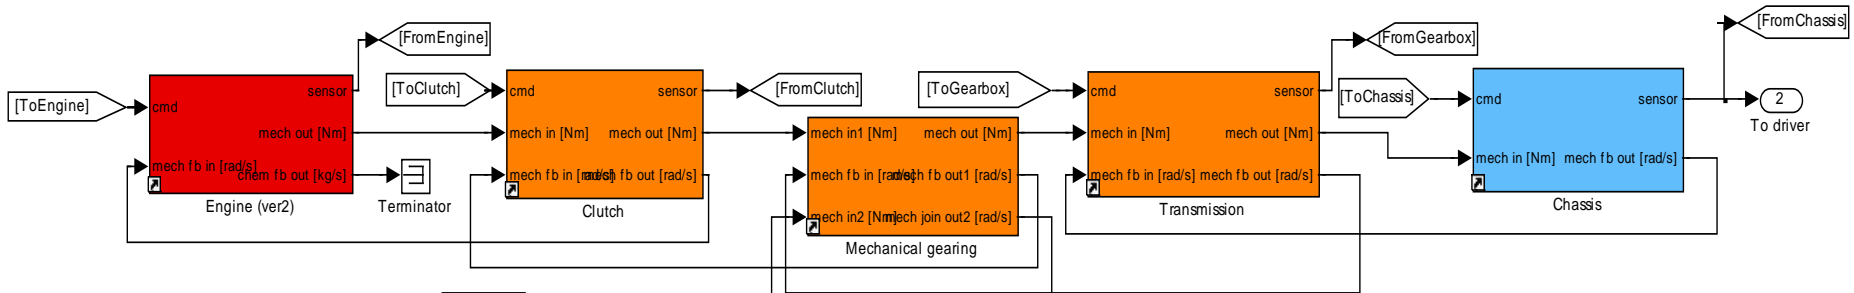 [FromEngine]
[FromGearbox]
[FromChassis]
[ToEngine]
cmd
sensor
mech out [Nm]
mech fb in [rad/s]
chem fb out [kg/s]
Engine (ver2)
Terminator
[ToClutch]
cmd
sensor
mech in [Nm]
mech out [Nm]
mech fb in [rad/s]
mech fb out [rad/s]
Clutch
[FromClutch]
mech in1 [Nm]
mech out [Nm]
mech fb in [rad/s]
mech fb out1 [rad/s]
mech in2 [Nm]
mech join out2 [rad/s]
Mechanical gearing
[ToGearbox]
cmd
sensor
mech in [Nm]
mech out [Nm]
mech fb in [rad/s]
mech fb out [rad/s]
Transmission
[ToChassis]
cmd
sensor
mech in [Nm]
mech fb out [rad/s]
Chassis
2
To driver